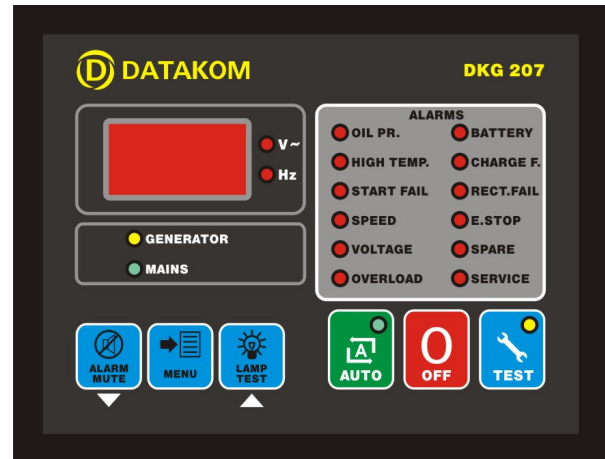 DATAKOM
DKG 207
V~
Hz
GENERATOR
MAINS
ALARMS
OIL PR.
BATTERY
HIGH TEMP.
CHARGE F.
START FAIL
RECT.FAIL
SPEED
E.STOP
VOLTAGE
SPARE
OVERLOAD
SERVICE
ALARM
MUTE
MENU
LAMP
TEST
A
AUTO
O
OFF
TEST